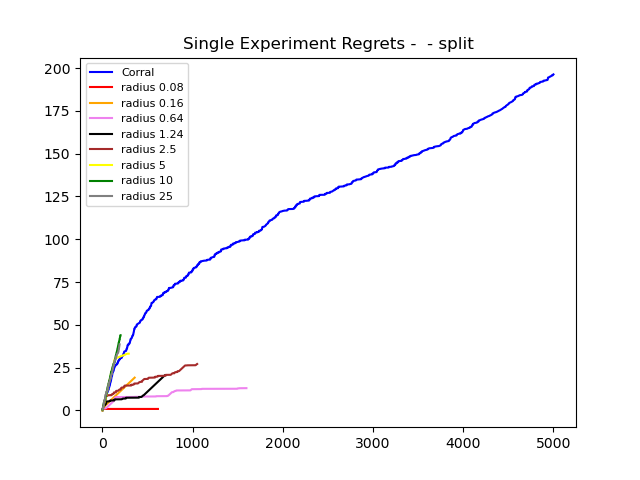 Single Experiment Regrets -  - split
Corral
radius 0.08
radius 0.16
radius 0.64
radius 1.24
radius 2.5
radius 5
radius 10
radius 25
200
175
150
125
100
75
50
25
0
0 1000 2000 3000 4000 5000